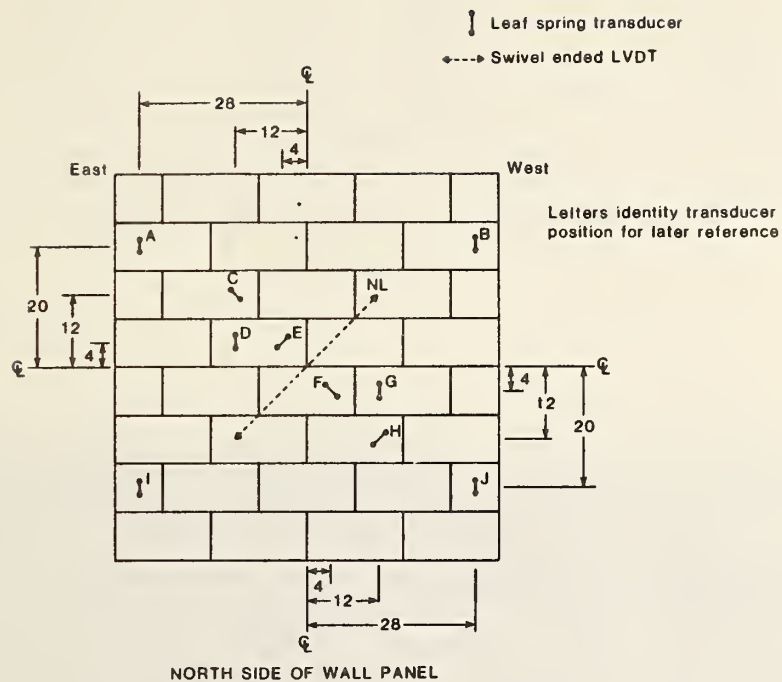 Leaf spring transducer
Swivel ended LVDT
℄
28
12
4
East
West
Letters identity transducer
position for later reference
A
B
C
NL
20
12
D
E
4
℄
℄
F
G
4
12
H
20
I
J
4
12
28
℄
NORTH SIDE OF WALL PANEL